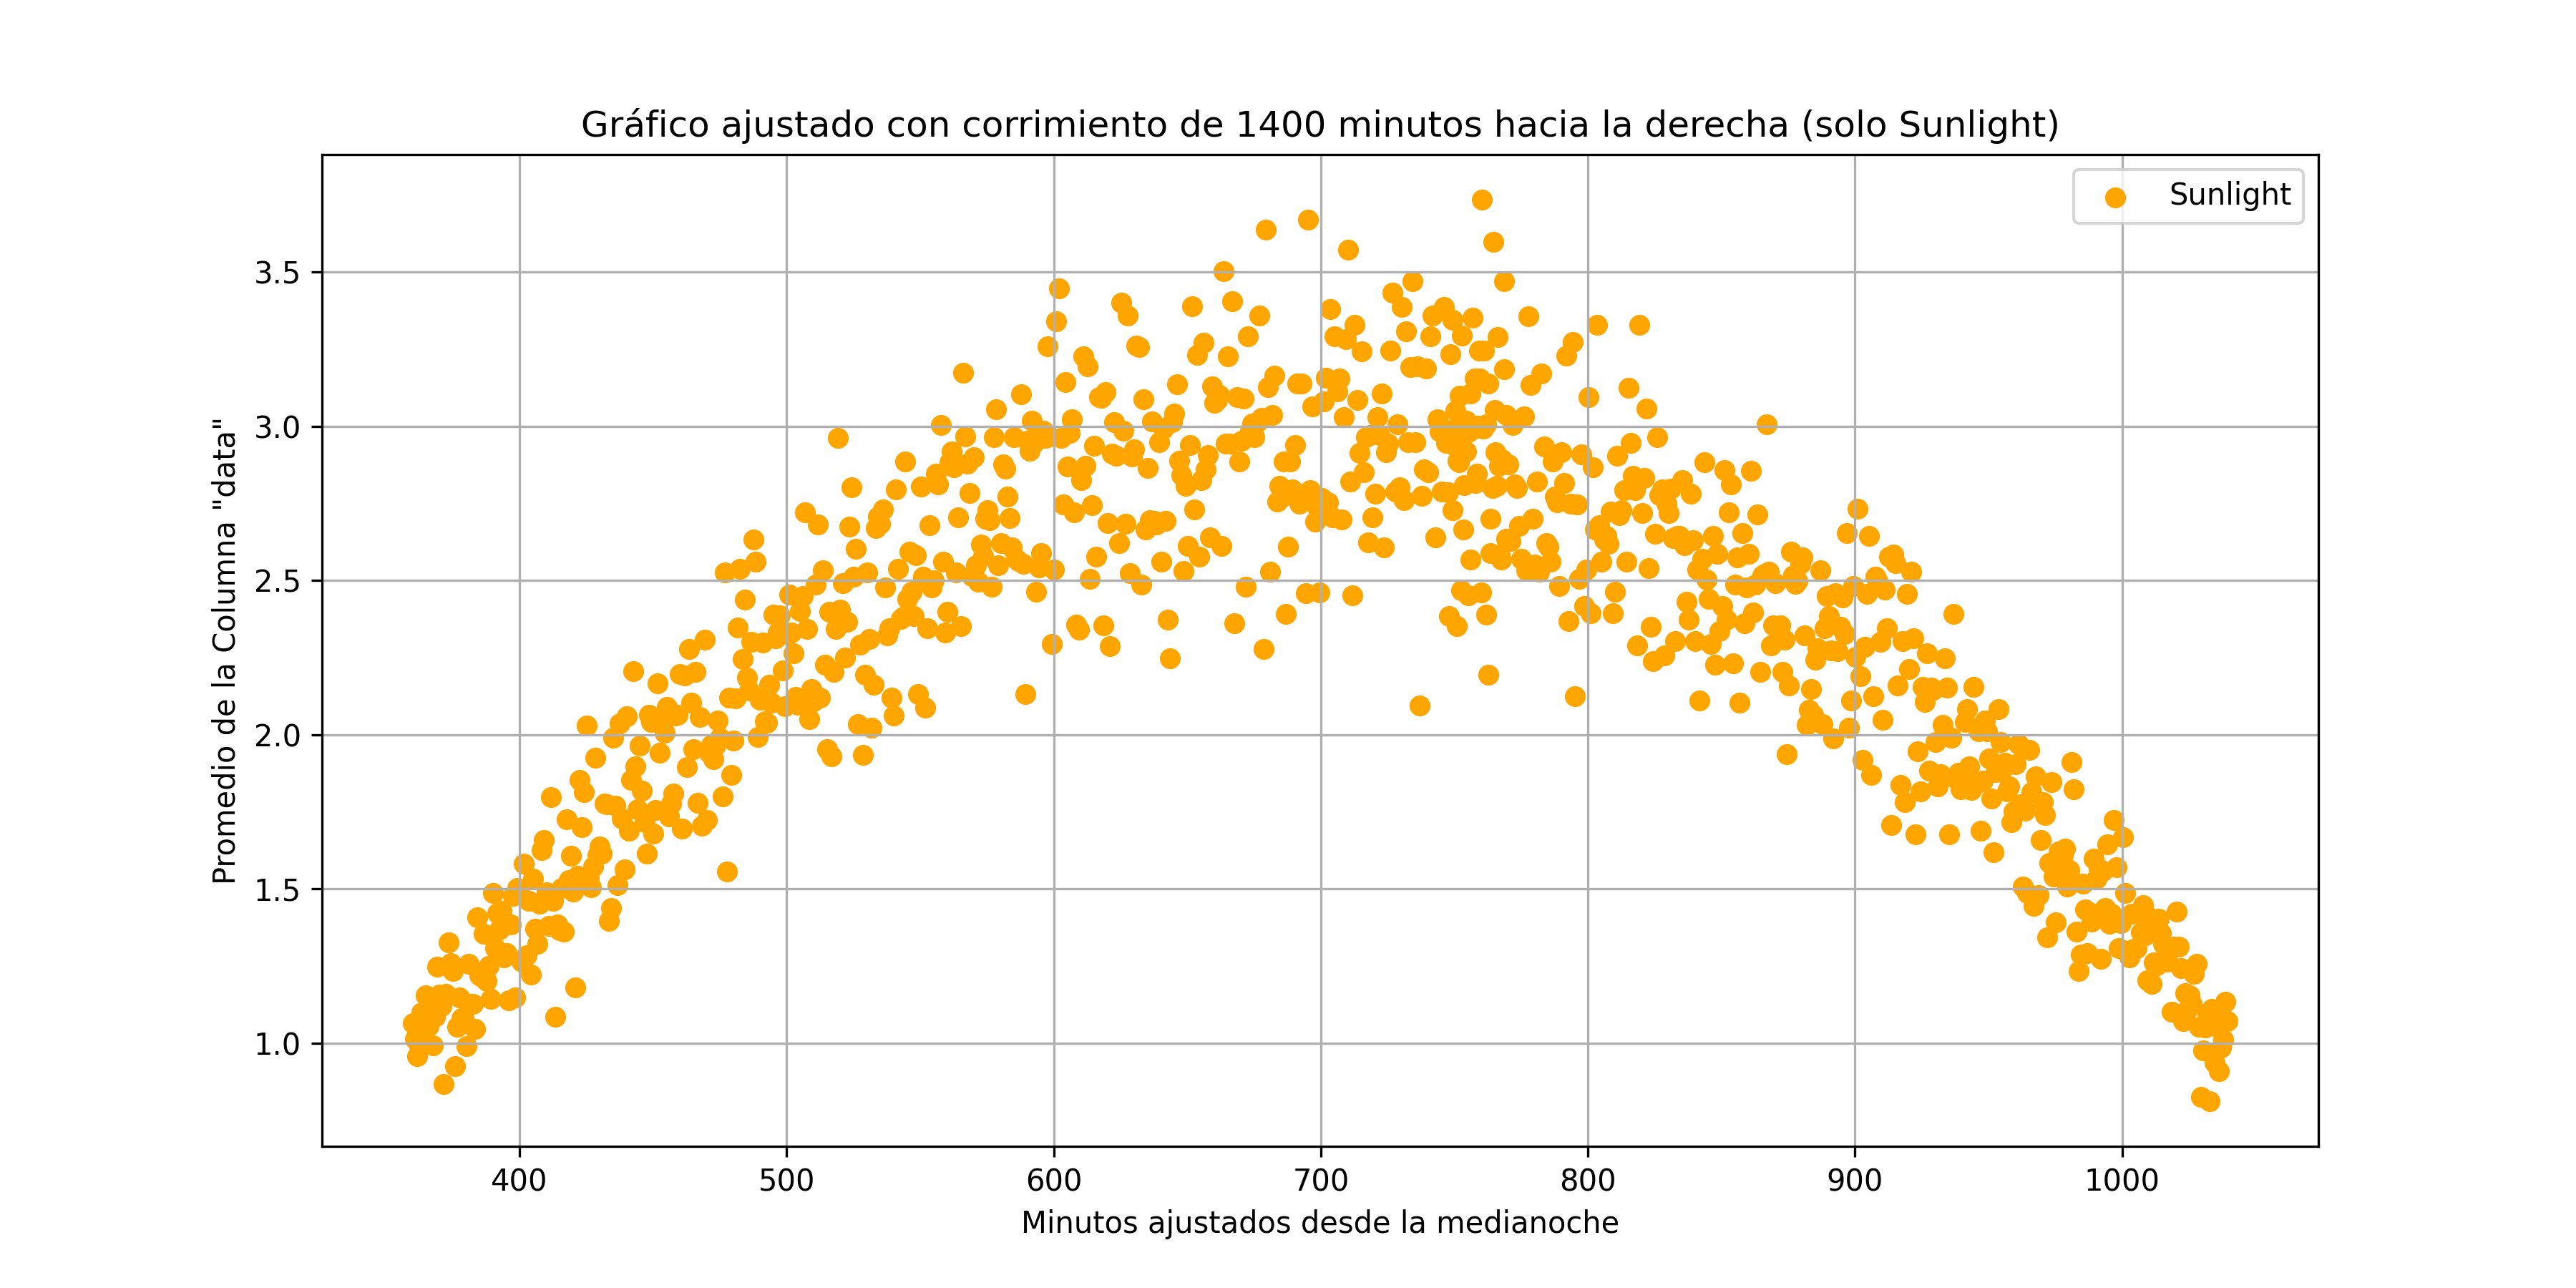 Gráfico ajustado con corrimiento de 1400 minutos hacia la derecha (solo Sunlight)
Sunlight
Promedio de la Columna "data"
3.5
3.0
2.5
2.0
1.5
1.0
400 500 600 700 800 900 1000
Minutos ajustados desde la medianoche